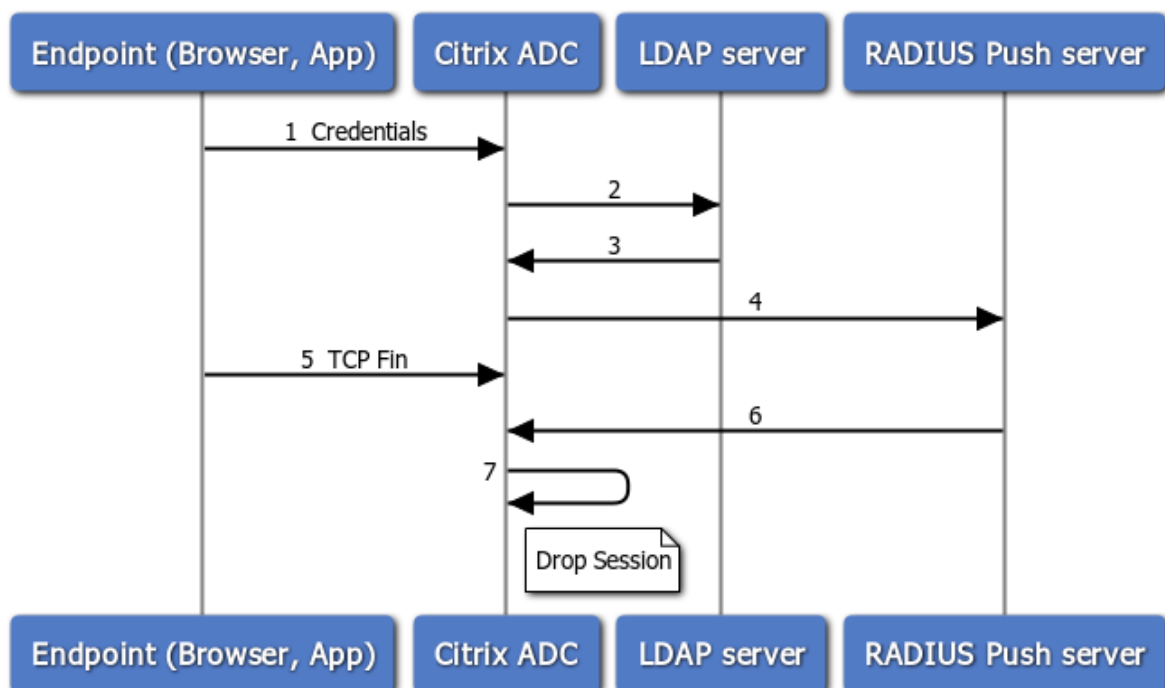 Endpoint (Browser, App)
Citrix ADC
LDAP server
RADIUS Push server
1 Credentials
2
3
4
5 TCP Fin
6
7
Drop Session
Endpoint (Browser, App)
Citrix ADC
LDAP server
RADIUS Push server